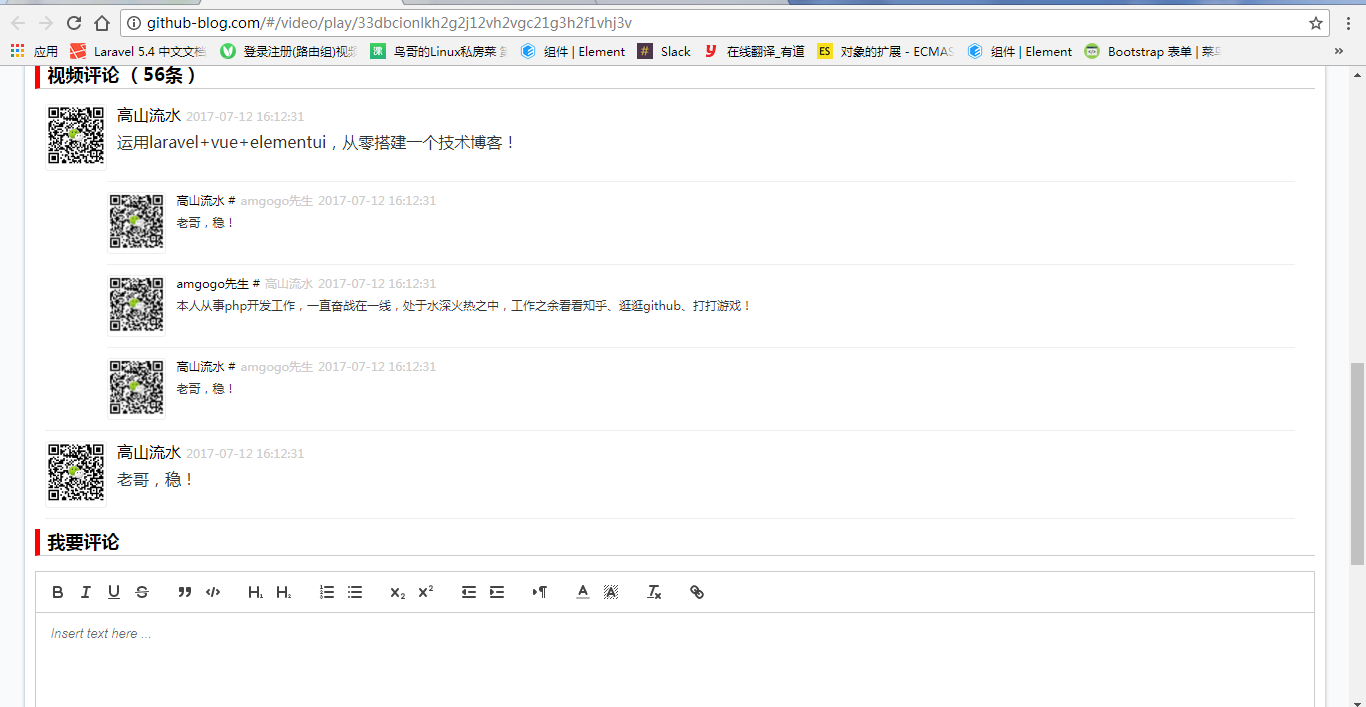 github-blog.com/#/video/play/33dbcionlkh2g2j12vh2vgc21g3h2f1vhj3v
应用 Laravel 5.4 中文文档 登录注册(路由组)视频 鸟哥的Linux私房菜 组件 | Element Slack 在线翻译_有道 对象的扩展 - ECMAS 组件 | Element Bootstrap 表单 | 菜鸟 »
视频评论 （56条）
高山流水 2017-07-12 16:12:31
运用laravel+vue+elementui，从零搭建一个技术博客！
高山流水 # amgogo先生 2017-07-12 16:12:31
老哥，稳！
amgogo先生 # 高山流水 2017-07-12 16:12:31
本人从事php开发工作，一直奋战在一线，处于水深火热之中，工作之余看看知乎、逛逛github、打打游戏！
高山流水 # amgogo先生 2017-07-12 16:12:31
老哥，稳！
高山流水 2017-07-12 16:12:31
老哥，稳！
我要评论
B I U S H1 H2 X2 X² A A Tx
Insert text here ...